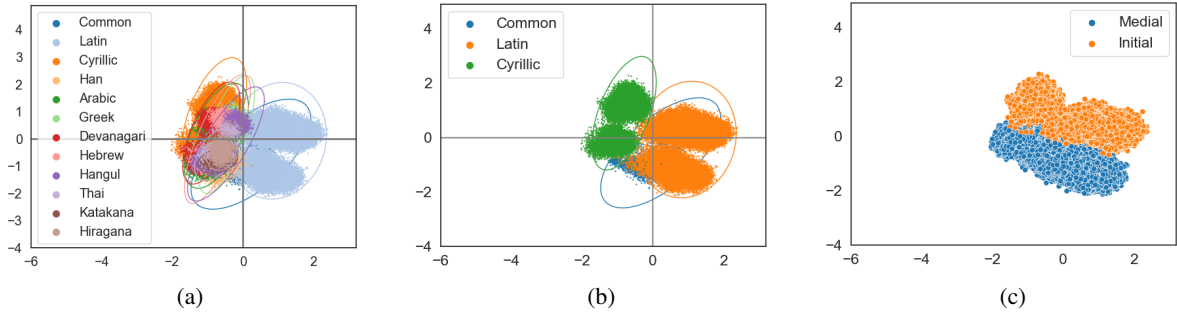 5
4
3
2
1
0
−1
−2
−3
−4
−6
−4
−2
0
2
Common
Latin
Cyrillic
Han
Arabic
Greek
Devanagari
Hebrew
Hangul
Thai
Katakana
Hiragana
(a)
4
2
0
−2
−4
−6
−4
−2
0
2
Common
Latin
Cyrillic
(b)
4
2
0
−2
−4
−6
−4
−2
0
2
Medial
Initial
(c)